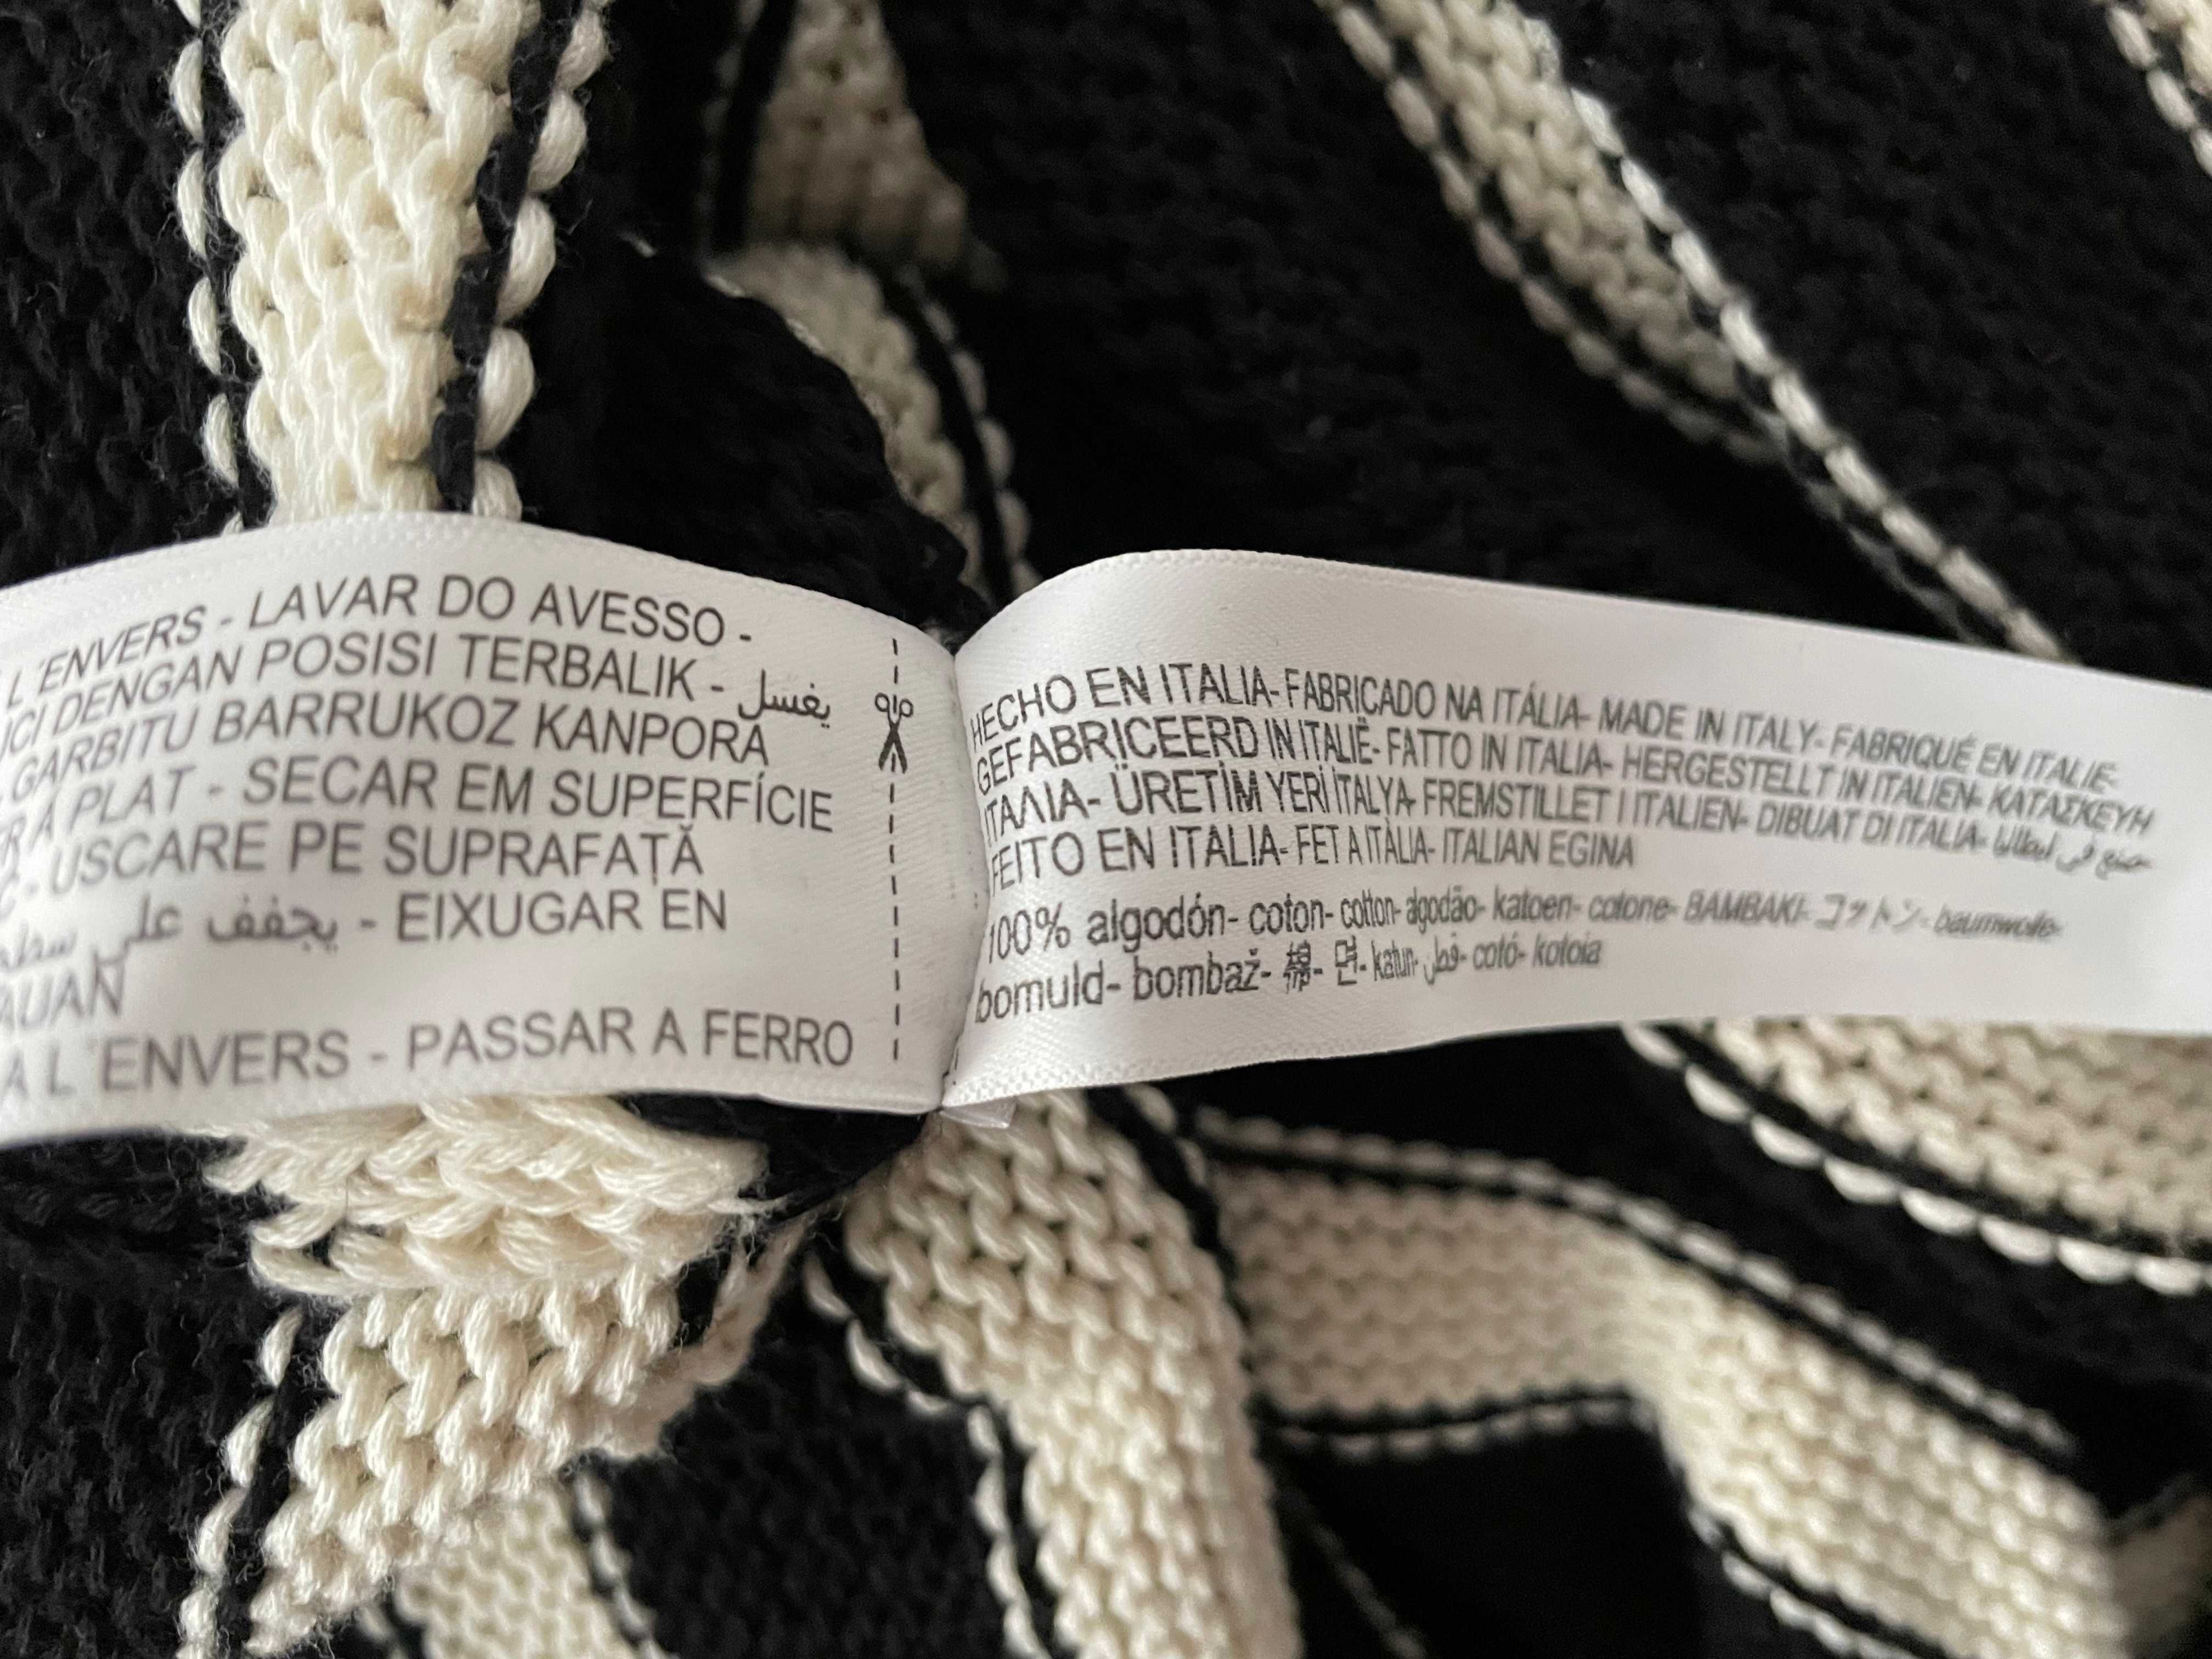 L´ENVERS - LAVAR DO AVESSO -
DENGAN POSISI TERBALIK - يغسل
GARBITU BARRUKOZ KANPORA
A PLAT - SECAR EM SUPERFÍCIE
- USCARE PE SUPRAFAȚĂ
يجفف على - EIXUGAR EN
A L´ENVERS - PASSAR A FERRO
HECHO EN ITALIA- FABRICADO NA ITÁLIA- MADE IN ITALY- FABRIQUÉ EN ITALIE-
GEFABRICEERD IN ITALIË- FATTO IN ITALIA- HERGESTELLT IN ITALIEN- ΚΑΤΑΣΚΕΥΗ
ΙΤΑΛΙΑ- ÜRETİM YERİ İTALYA- FREMSTILLET I ITALIEN- DIBUAT DI ITALIA- صنع في ايطاليا
FEITO EN ITALIA- FET A ITÀLIA- ITALIAN EGINA
100% algodón- coton- cotton- algodão- katoen- cotone- ΒΑΜΒΑΚΙ- コットン- baumwolle-
bomuld- bombaž- 棉- 면- katun- قطن- cotó- kotoia